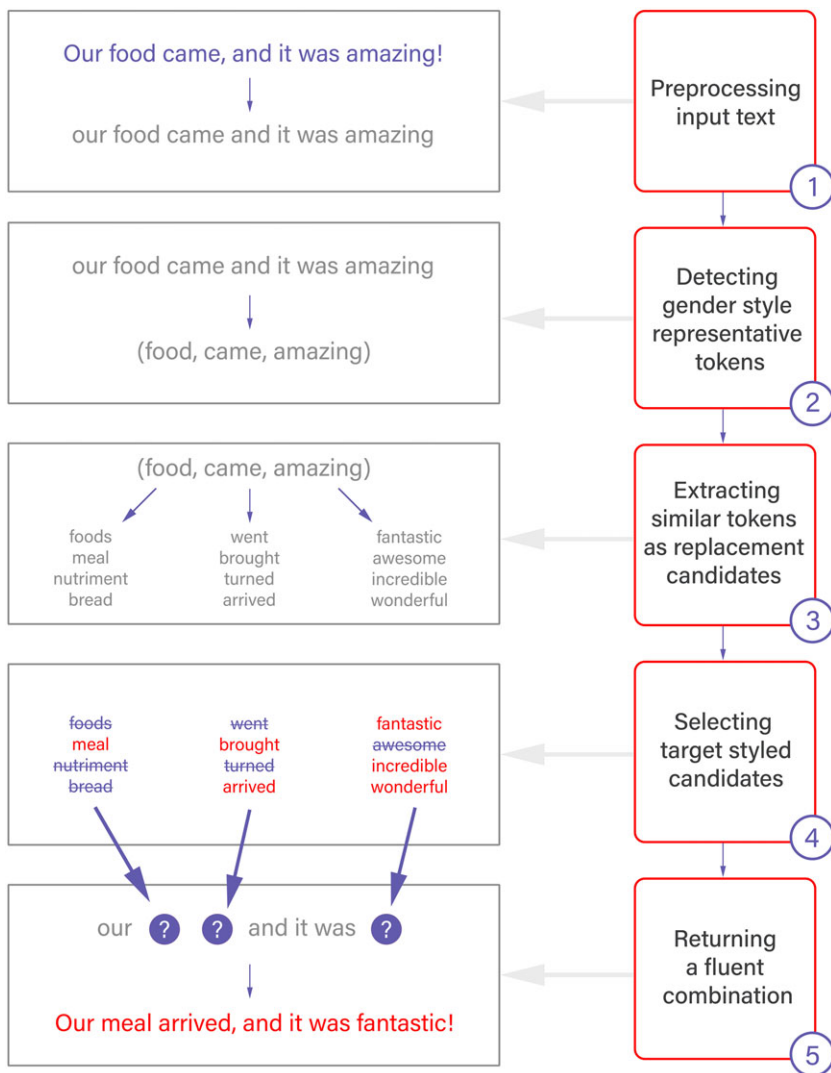 Our food came, and it was amazing!
our food came and it was amazing
Preprocessing
input text
1
our food came and it was amazing
(food, came, amazing)
Detecting
gender style
representative
tokens
2
(food, came, amazing)
foods went fantastic
meal brought awesome
nutriment turned incredible
bread arrived wonderful
Extracting
similar tokens
as replacement
candidates
3
foods went fantastic
meal brought awesome
nutriment turned incredible
bread arrived wonderful
Selecting
target styled
candidates
4
our ? ? and it was ?
Our meal arrived, and it was fantastic!
Returning
a fluent
combination
5